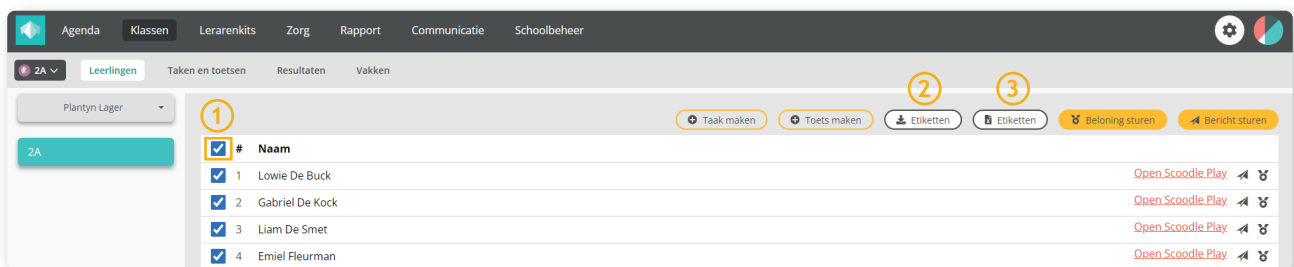 Agenda Klassen Lerarenkits Zorg Rapport Communicatie Schoolbeheer
2A Leerlingen Taken en toetsen Resultaten Vakken
Plantyn Lager
2A
1 2 3
Taak maken Toets maken Etiketten Etiketten Beloning sturen Bericht sturen
# Naam
1 Lowie De Buck Open Scoodle Play
2 Gabriel De Kock Open Scoodle Play
3 Liam De Smet Open Scoodle Play
4 Emiel Fleurman Open Scoodle Play